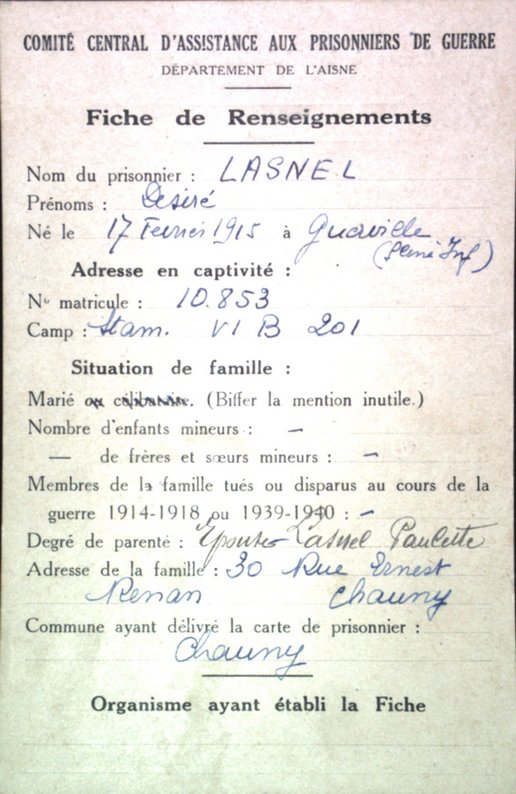 COMITÉ CENTRAL D'ASSISTANCE AUX PRISONNIERS DE GUERRE
DÉPARTEMENT DE L'AISNE
Fiche de Renseignements
Nom du prisonnier : LASNEL
Prénoms : Désiré
Né le 17 Février 1915 à Guerville
(Seine Inf)
Adresse en captivité :
No matricule : 10.853
Camp : Stam. VI B 201
Situation de famille :
Marié ou célibataire. (Biffer la mention inutile.)
Nombre d'enfants mineurs : —
— de frères et sœurs mineurs : —
Membres de la famille tués ou disparus au cours de la
guerre 1914-1918 ou 1939-1940 : -
Degré de parenté : Epouse Lasnel Paulette
Adresse de la famille : 30 Rue Ernest
Renan Chauny
Commune ayant délivré la carte de prisonnier :
Chauny
Organisme ayant établi la Fiche